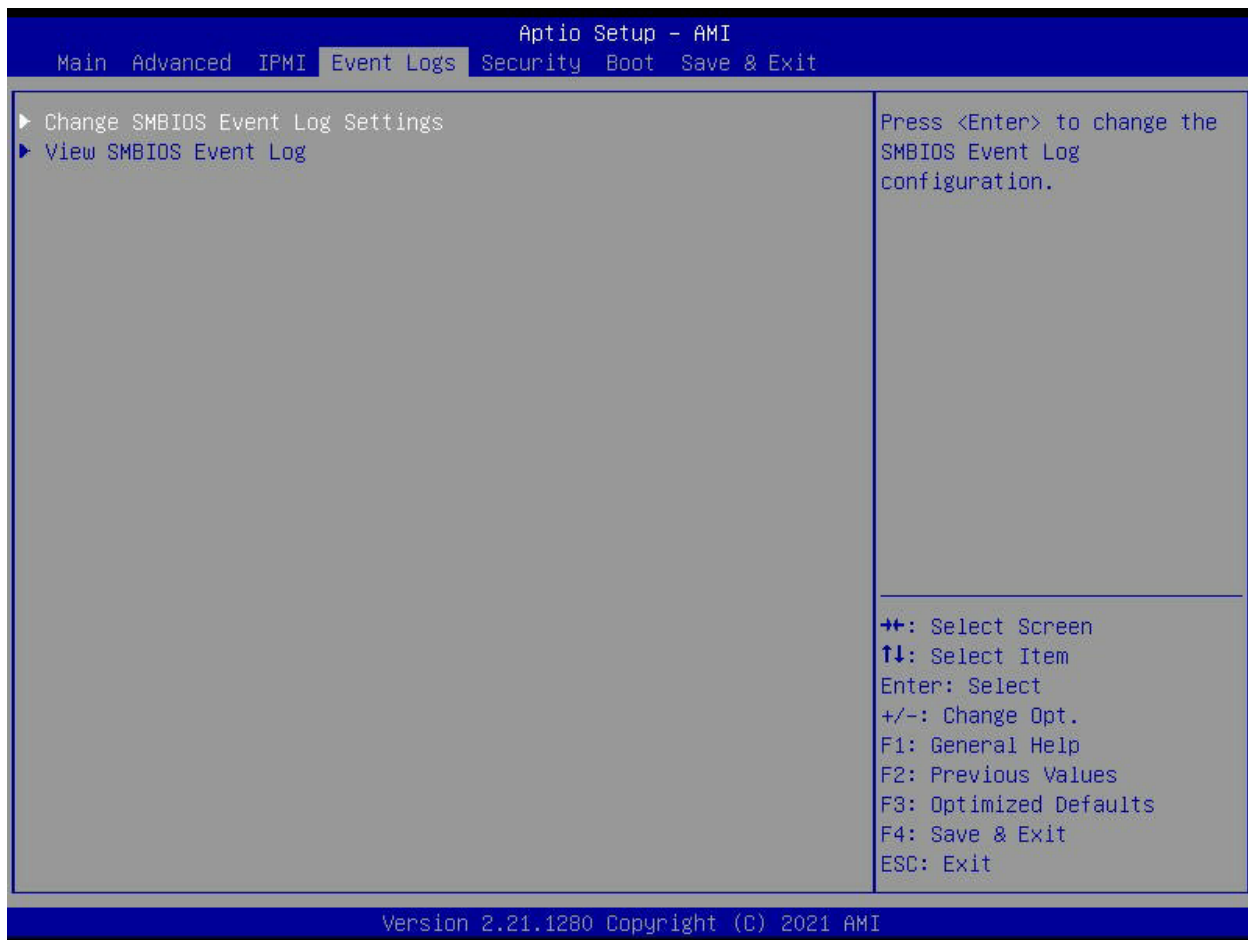 Aptio Setup – AMI
Main Advanced IPMI Event Logs Security Boot Save & Exit
▶ Change SMBIOS Event Log Settings
▶ View SMBIOS Event Log
Press <Enter> to change the
SMBIOS Event Log
configuration.
→←: Select Screen
↑↓: Select Item
Enter: Select
+/-: Change Opt.
F1: General Help
F2: Previous Values
F3: Optimized Defaults
F4: Save & Exit
ESC: Exit
Version 2.21.1280 Copyright (C) 2021 AMI